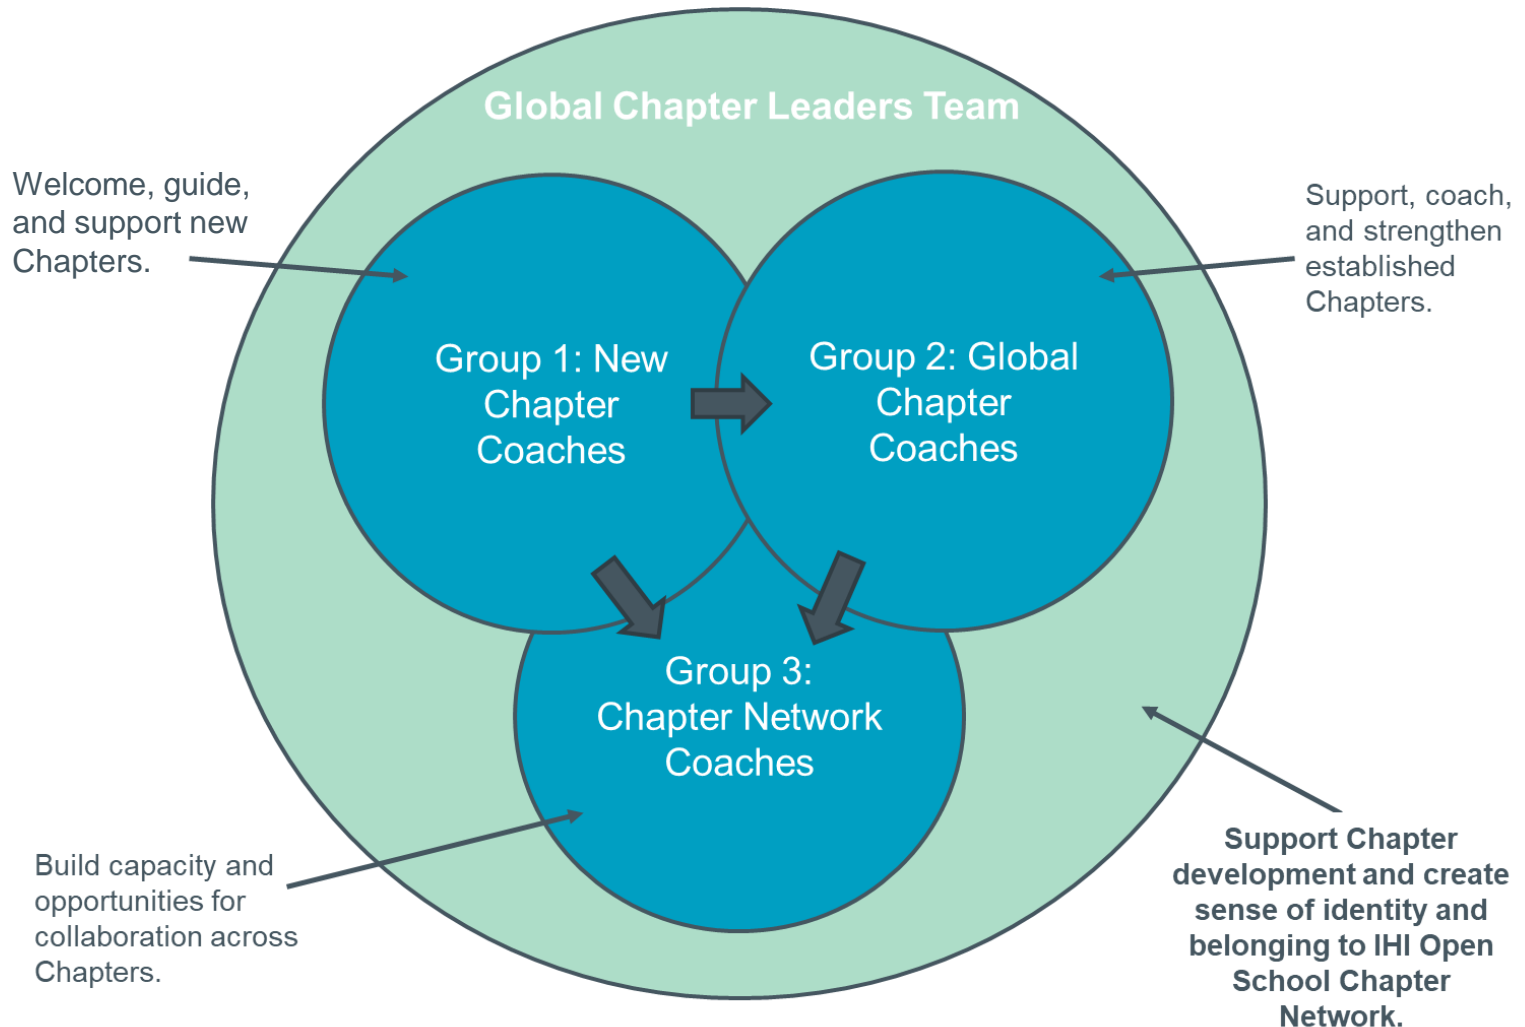 Global Chapter Leaders Team
Welcome, guide,
and support new
Chapters.
Support, coach,
and strengthen
established
Chapters.
Group 1: New
Chapter
Coaches
Group 2: Global
Chapter
Coaches
Group 3:
Chapter Network
Coaches
Build capacity and
opportunities for
collaboration across
Chapters.
Support Chapter
development and create
sense of identity and
belonging to IHI Open
School Chapter
Network.